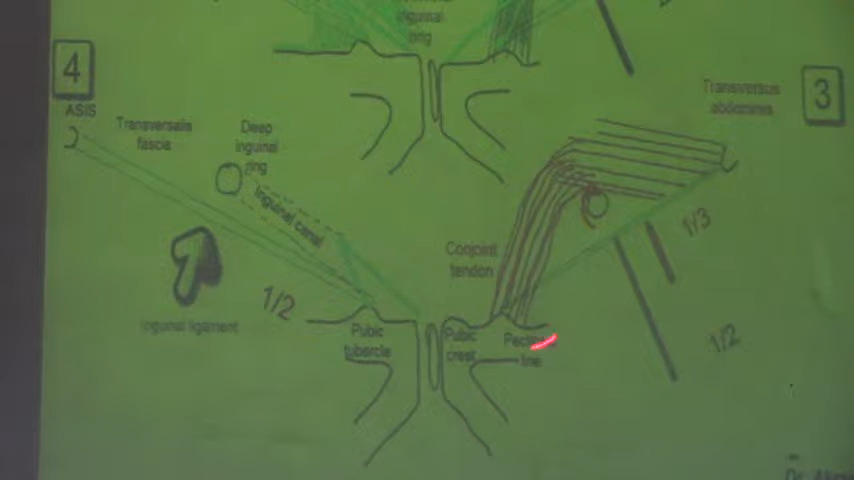 inguinal
ring
4
ASIS
Transversalis
fascia
Deep
inguinal
ring
Inguinal canal
1/2
Inguinal ligament
Pubic
tubercle
Transversus
abdominis
3
1/3
Conjoint
tendon
1/2
Pubic
crest
line
Dr.